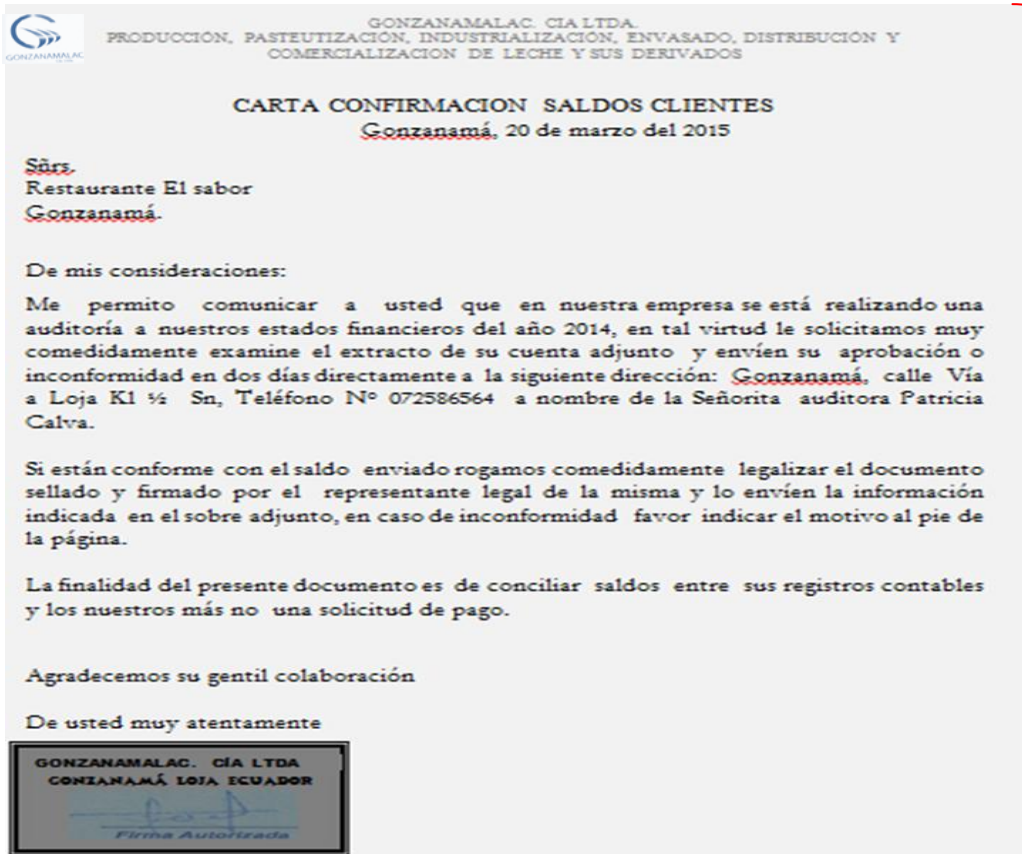 GONZANAMALAC
GONZANAMALAC. CIA LTDA.
PRODUCCIÓN, PASTEUTIZACIÓN, INDUSTRIALIZACIÓN, ENVASADO, DISTRIBUCIÓN Y
COMERCIALIZACION DE LECHE Y SUS DERIVADOS
CARTA CONFIRMACION SALDOS CLIENTES
Gonzanamá, 20 de marzo del 2015
Sñrs.
Restaurante El sabor
Gonzanamá.
De mis consideraciones:
Me permito comunicar a usted que en nuestra empresa se está realizando una
auditoría a nuestros estados financieros del año 2014, en tal virtud le solicitamos muy
comedidamente examine el extracto de su cuenta adjunto y envíen su aprobación o
inconformidad en dos días directamente a la siguiente dirección: Gonzanamá, calle Vía
a Loja Kl ½ Sn, Teléfono Nº 072586564 a nombre de la Señorita auditora Patricia
Calva.
Si están conforme con el saldo enviado rogamos comedidamente legalizar el documento
sellado y firmado por el representante legal de la misma y lo envíen la información
indicada en el sobre adjunto, en caso de inconformidad favor indicar el motivo al pie de
la página.
La finalidad del presente documento es de conciliar saldos entre sus registros contables
y los nuestros más no una solicitud de pago.
Agradecemos su gentil colaboración
De usted muy atentamente
GONZANAMALAC. CÍA LTDA
GONZANAMÁ LOJA ECUADOR
Firma Autorizada